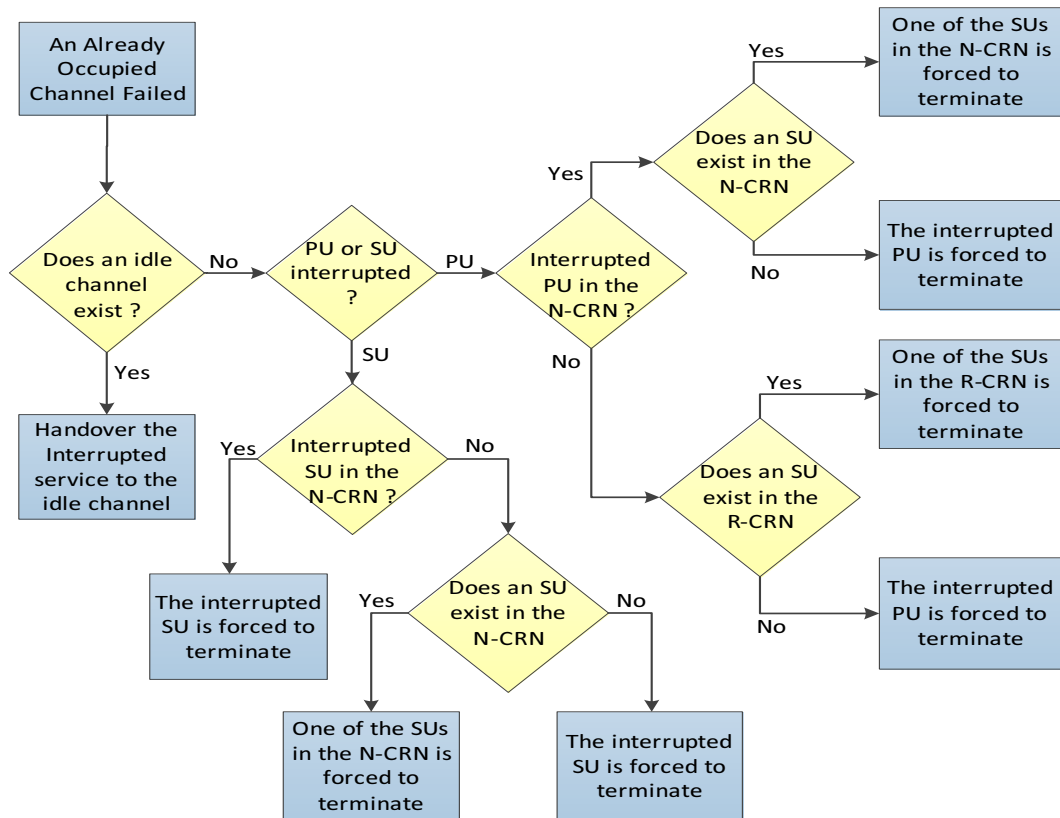 An Already
Occupied
Channel Failed
Does an idle
channel
exist ?
No
Yes
Handover the
Interrupted
service to the
idle channel
PU or SU
interrupted
?
PU
SU
Interrupted
PU in the
N-CRN ?
Yes
No
Does an SU
exist in the
N-CRN
Yes
No
One of the SUs
in the N-CRN is
forced to
terminate
The interrupted
PU is forced to
terminate
Does an SU
exist in the
R-CRN
Yes
No
One of the SUs
in the R-CRN is
forced to
terminate
The interrupted
PU is forced to
terminate
Interrupted
SU in the
N-CRN ?
Yes
No
The interrupted
SU is forced to
terminate
Does an SU
exist in the
N-CRN
Yes
No
One of the SUs
in the N-CRN is
forced to
terminate
The interrupted
SU is forced to
terminate